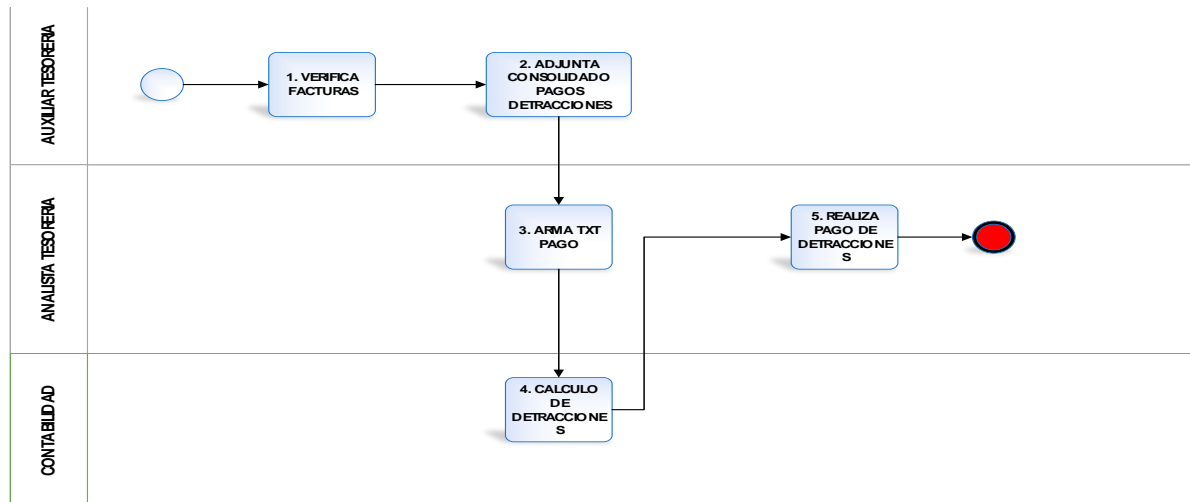 AUXILIAR TESORERIA
1. VERIFICA
FACTURAS
2. ADJUNTA
CONSOLIDADO
PAGOS
DETRACCIONES
ANALISTA TESORERIA
3. ARMA TXT
PAGO
5. REALIZA
PAGO DE
DETRACCIONE
S
CONTABILIDAD
4. CALCULO
DE
DETRACCIONE
S